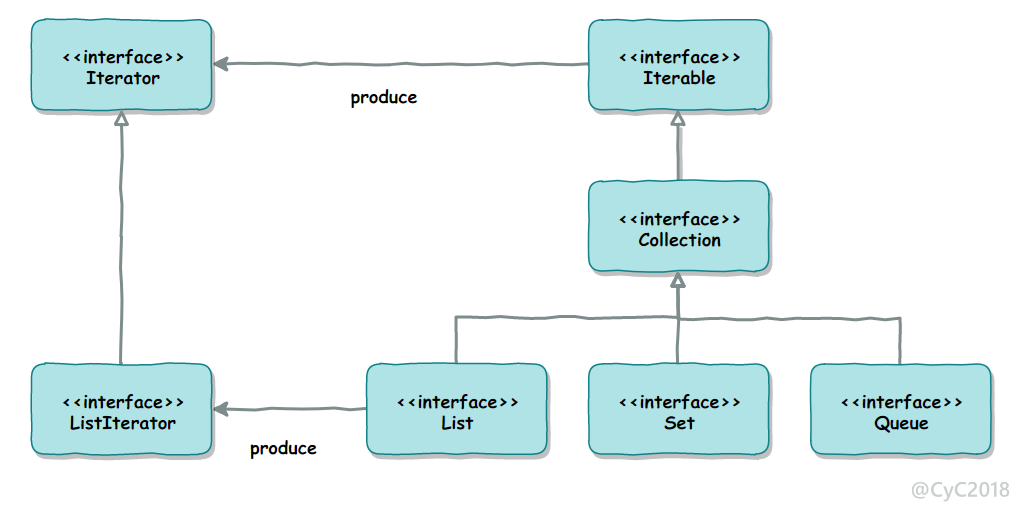 <<interface>>
Iterator
<<interface>>
Iterable
produce
<<interface>>
Collection
<<interface>>
ListIterator
<<interface>>
List
<<interface>>
Set
<<interface>>
Queue
produce
@CyC2018